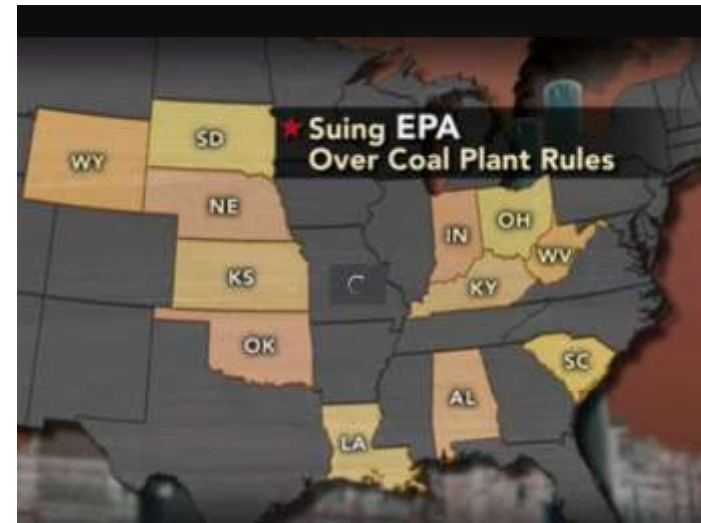 Suing EPA
Over Coal Plant Rules
WY
SD
NE
KS
OK
IN
OH
WV
KY
SC
AL
LA